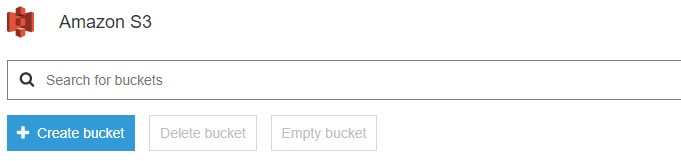 Amazon S3
Search for buckets
+ Create bucket Delete bucket Empty bucket